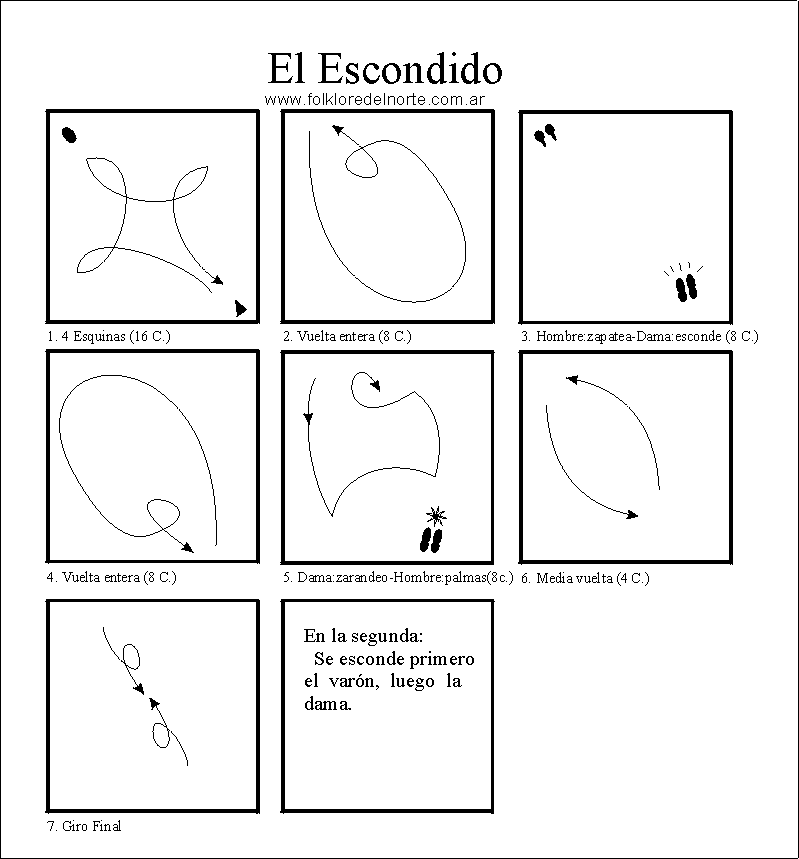 El Escondido
www.folkloredelnorte.com.ar
1. 4 Esquinas (16 C.)
2. Vuelta entera (8 C.)
3. Hombre:zapatea-Dama:esconde (8 C.)
4. Vuelta entera (8 C.)
5. Dama:zarandeo-Hombre:palmas(8c.)
6. Media vuelta (4 C.)
7. Giro Final
En la segunda:
Se esconde primero
el varón, luego la
dama.